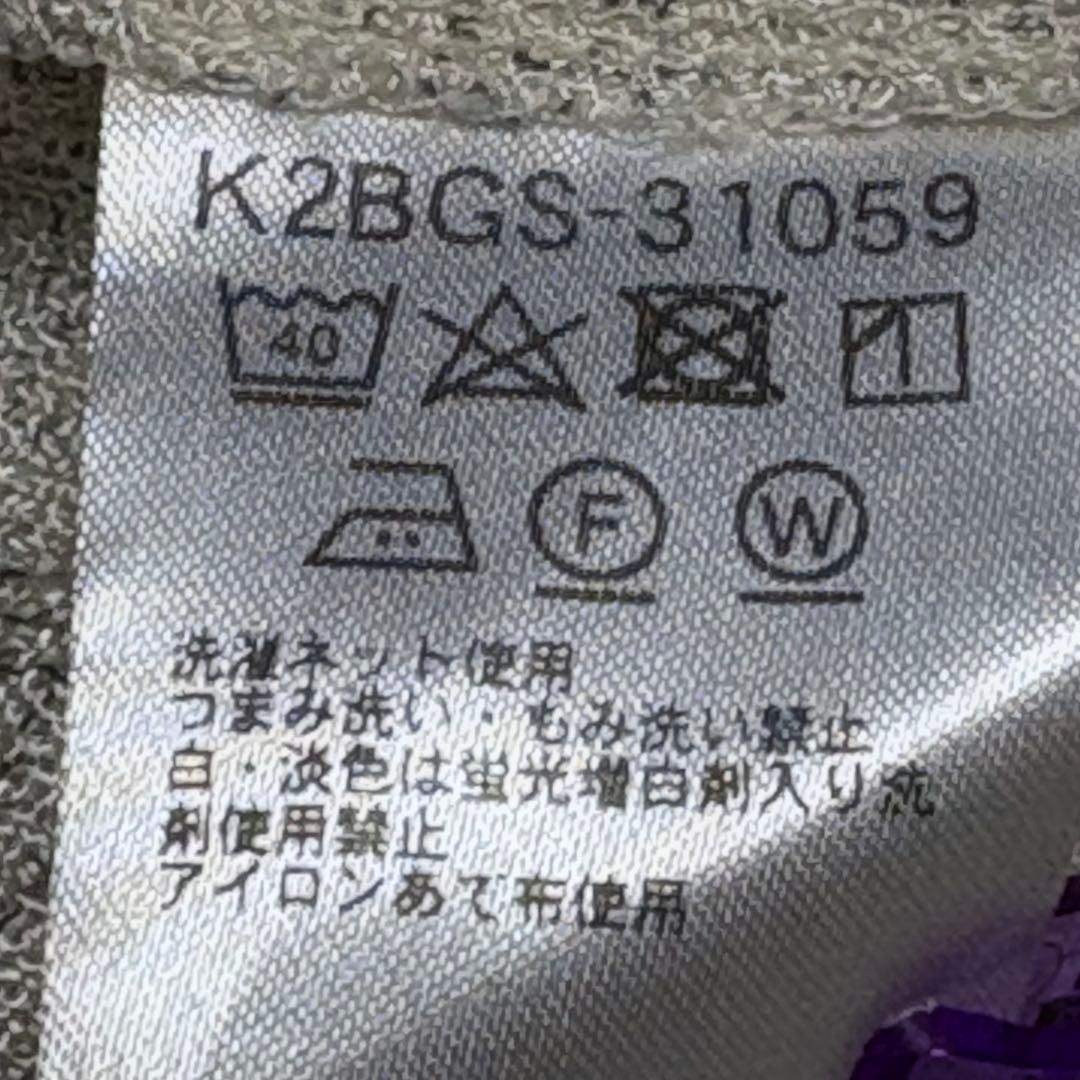 K2BGS-31059
40
F W
洗濯ネット使用
つまみ洗い・もみ洗い禁止
白・淡色は蛍光増白剤入り洗
剤使用禁止
アイロンあて布使用